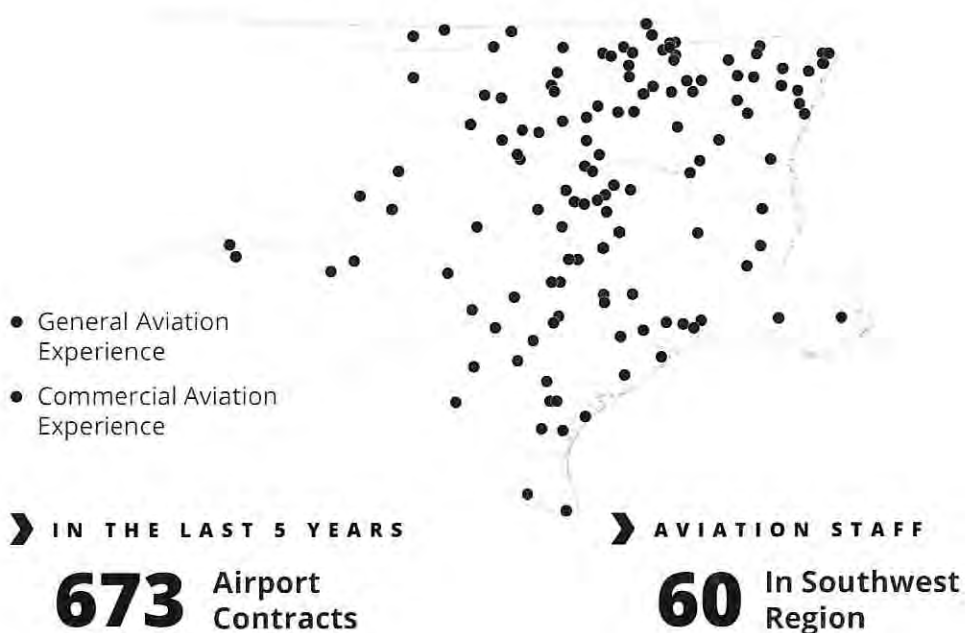 General Aviation
Experience
Commercial Aviation
Experience
IN THE LAST 5 YEARS
673 Airport
Contracts
AVIATION STAFF
60 In Southwest
Region